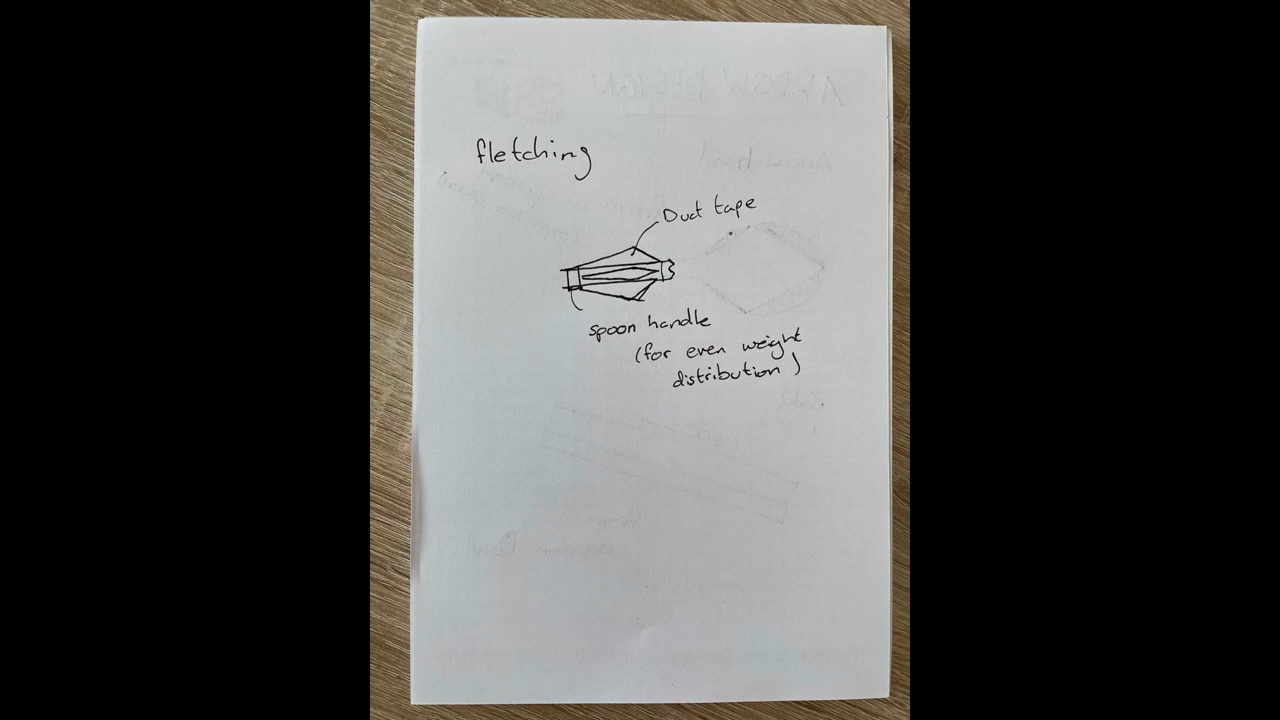 fletching
Duct tape
spoon handle
(for even weight
distribution)